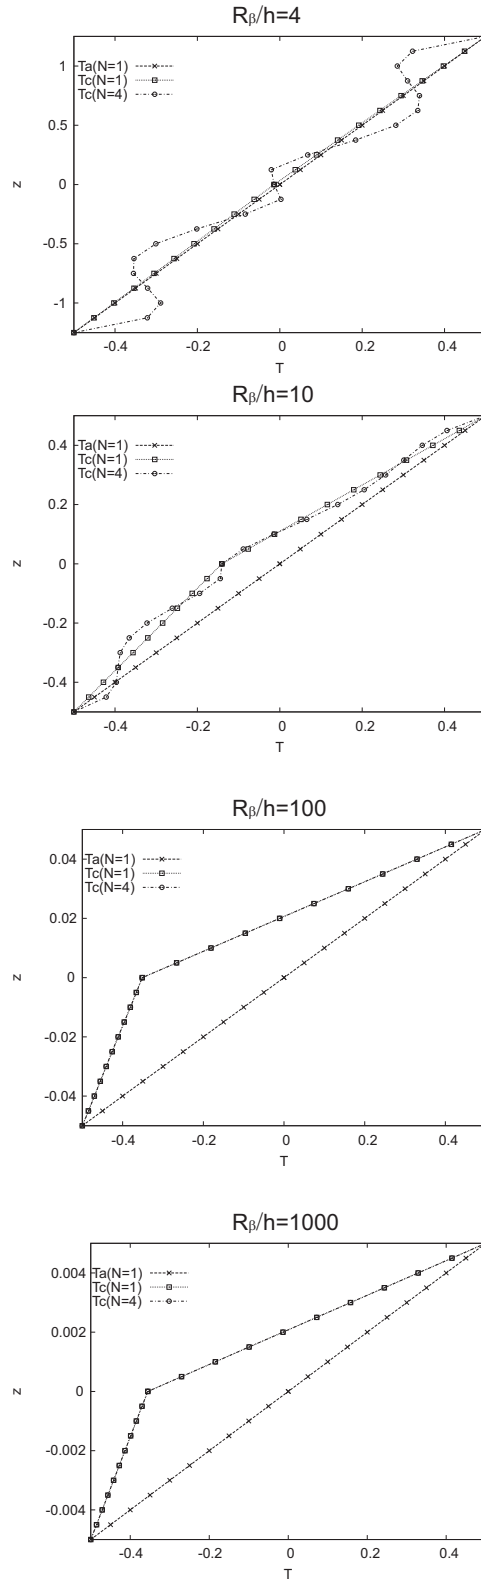 Rβ/h=4
Ta(N=1)
Tc(N=1)
Tc(N=4)
1
0.5
0
-0.5
-1
z
-0.4 -0.2 0 0.2 0.4
T
Rβ/h=10
Ta(N=1)
Tc(N=1)
Tc(N=4)
0.4
0.2
0
-0.2
-0.4
z
-0.4 -0.2 0 0.2 0.4
T
Rβ/h=100
Ta(N=1)
Tc(N=1)
Tc(N=4)
0.04
0.02
0
-0.02
-0.04
z
-0.4 -0.2 0 0.2 0.4
T
Rβ/h=1000
Ta(N=1)
Tc(N=1)
Tc(N=4)
0.004
0.002
0
-0.002
-0.004
z
-0.4 -0.2 0 0.2 0.4
T